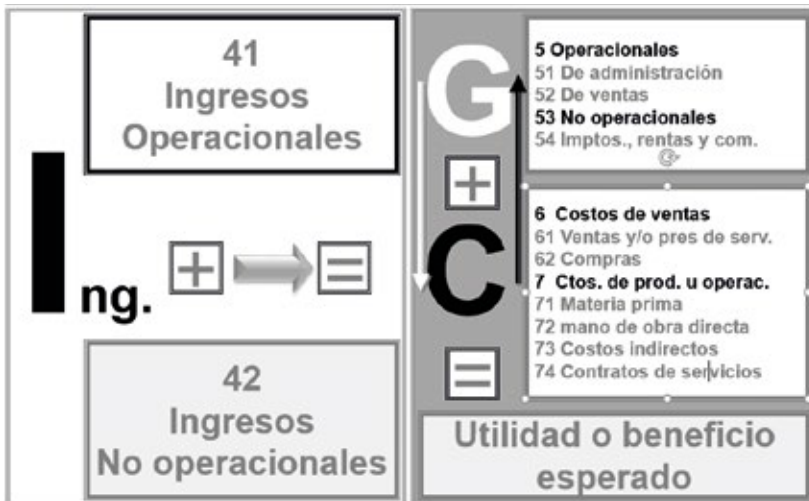 41
Ingresos
Operacionales
Ing.
+ =
42
Ingresos
No operacionales
G
+
C
=
5 Operacionales
51 De administración
52 De ventas
53 No operacionales
54 Imptos., rentas y com.
6 Costos de ventas
61 Ventas y/o pres de serv.
62 Compras
7 Ctos. de prod. u operac.
71 Materia prima
72 mano de obra directa
73 Costos indirectos
74 Contratos de servicios
Utilidad o beneficio
esperado